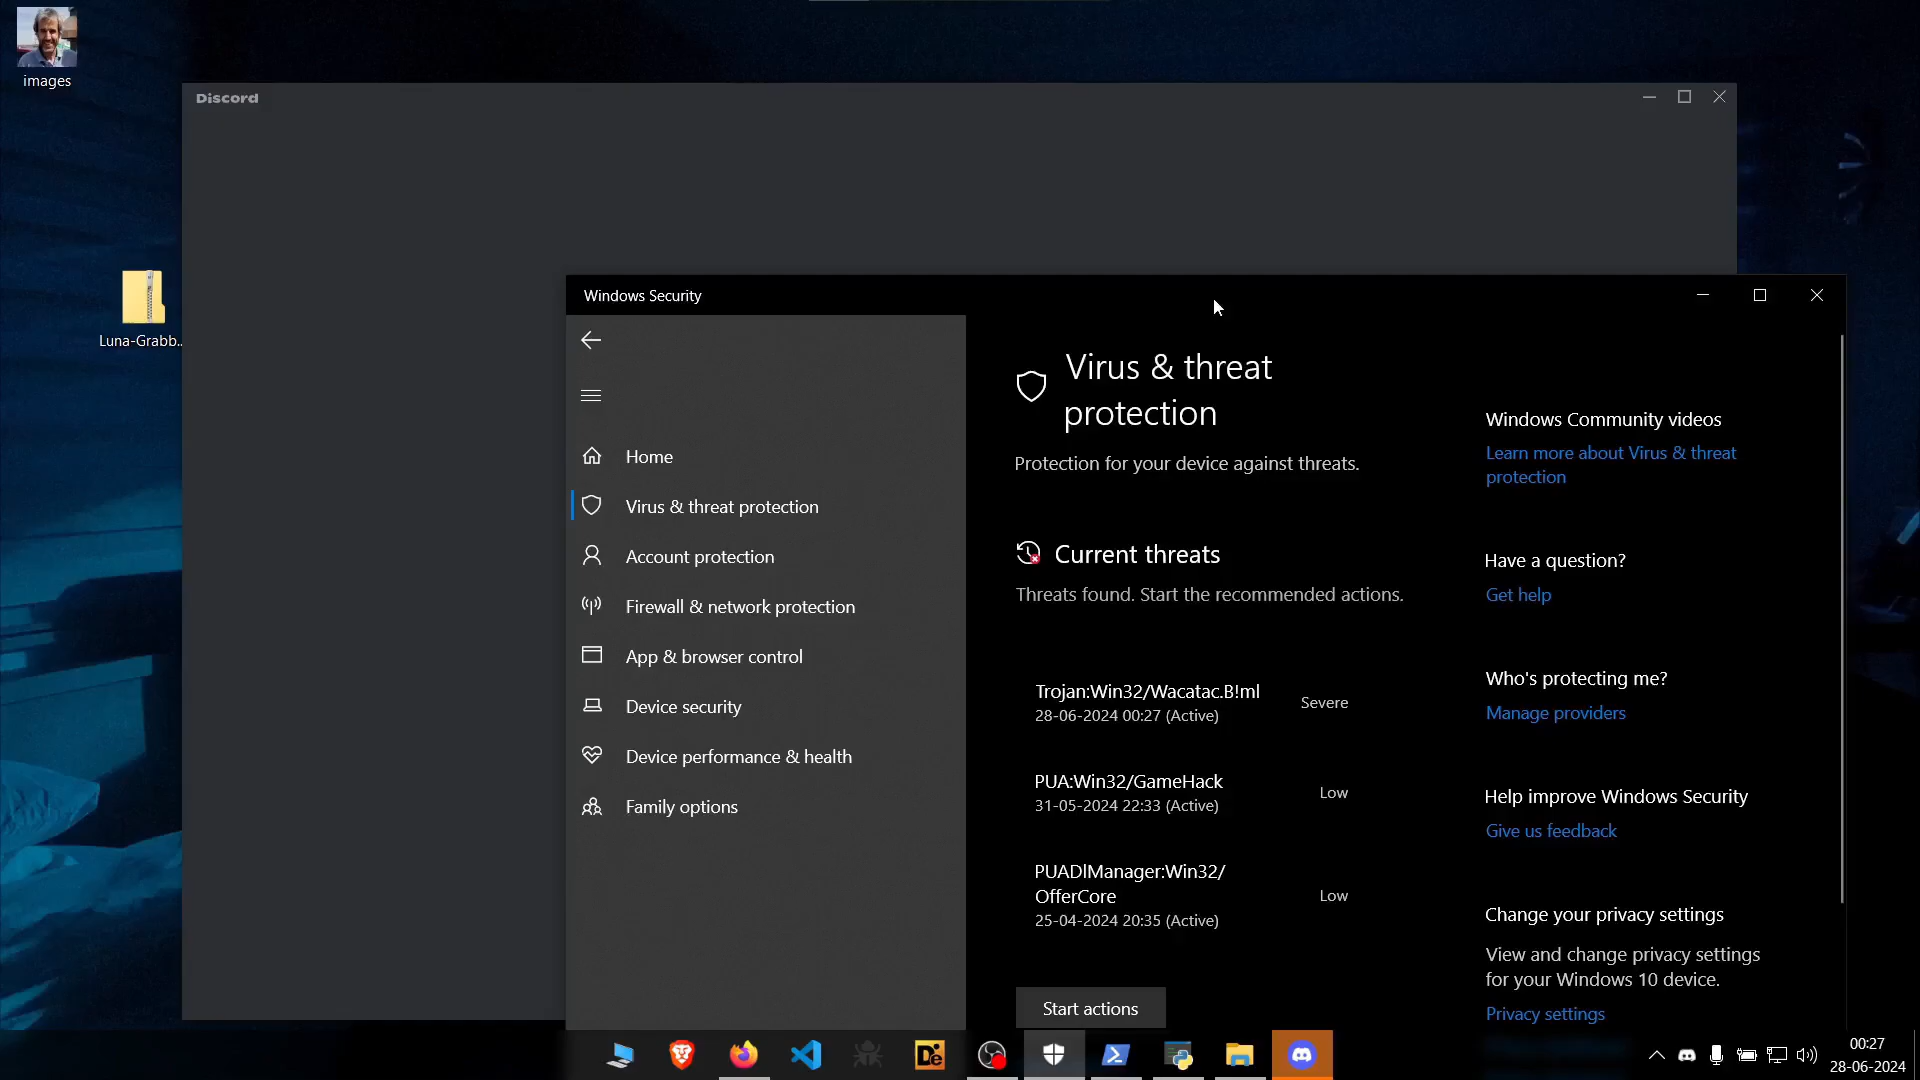 images
Discord
Luna-Grabb..
Windows Security
Home
Virus & threat protection
Account protection
Firewall & network protection
App & browser control
Device security
Device performance & health
Family options
Virus & threat
protection
Protection for your device against threats.
Current threats
Threats found. Start the recommended actions.
Trojan:Win32/Wacatac.B!ml
28-06-2024 00:27 (Active)
Severe
PUA:Win32/GameHack
31-05-2024 22:33 (Active)
Low
PUADlManager:Win32/
OfferCore
25-04-2024 20:35 (Active)
Low
Start actions
Windows Community videos
Learn more about Virus & threat
protection
Have a question?
Get help
Who's protecting me?
Manage providers
Help improve Windows Security
Give us feedback
Change your privacy settings
View and change privacy settings
for your Windows 10 device.
Privacy settings
De
00:27
28-06-2024